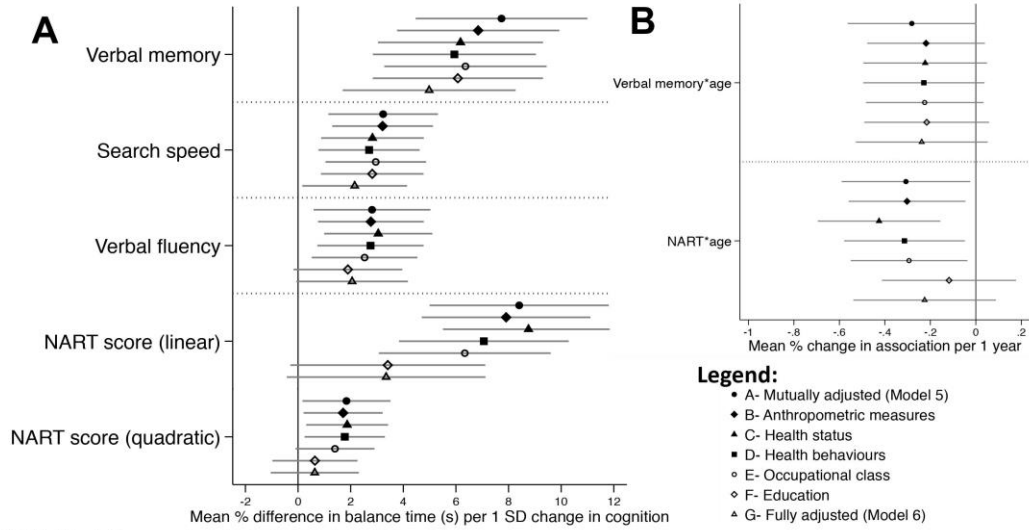 A
Verbal memory
Search speed
Verbal fluency
NART score (linear)
NART score (quadratic)
-2 0 2 4 6 8 10 12
Mean % difference in balance time (s) per 1 SD change in cognition
B
Verbal memory*age
NART*age
-1 -.8 -.6 -.4 -.2 0 .2
Mean % change in association per 1 year
Legend:
A- Mutually adjusted (Model 5)
B- Anthropometric measures
C- Health status
D- Health behaviours
E- Occupational class
F- Education
G- Fully adjusted (Model 6)